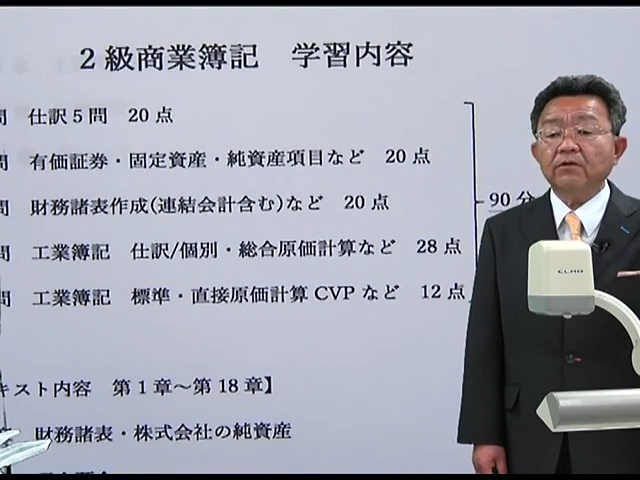 2級商業簿記 学習内容
問 仕訳5問 20点
問 有価証券・固定資産・純資産項目など 20点
問 財務諸表作成(連結会計含む)など 20点
90分
問 工業簿記 仕訳/個別・総合原価計算など 28点
問 工業簿記 標準・直接原価計算CVPなど 12点
キスト内容 第1章～第18章】
財務諸表・株式会社の純資産
ELMO